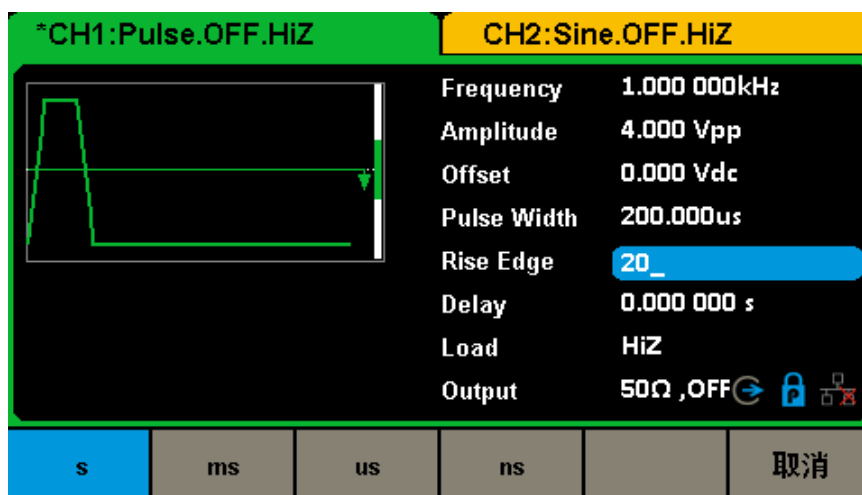 *CH1:Pulse.OFF.HiZ CH2:Sine.OFF.HiZ
Frequency 1.000 000kHz
Amplitude 4.000 Vpp
Offset 0.000 Vdc
Pulse Width 200.000us
Rise Edge 20_
Delay 0.000 000 s
Load HiZ
Output 50Ω ,OFF P
s ms us ns 取消